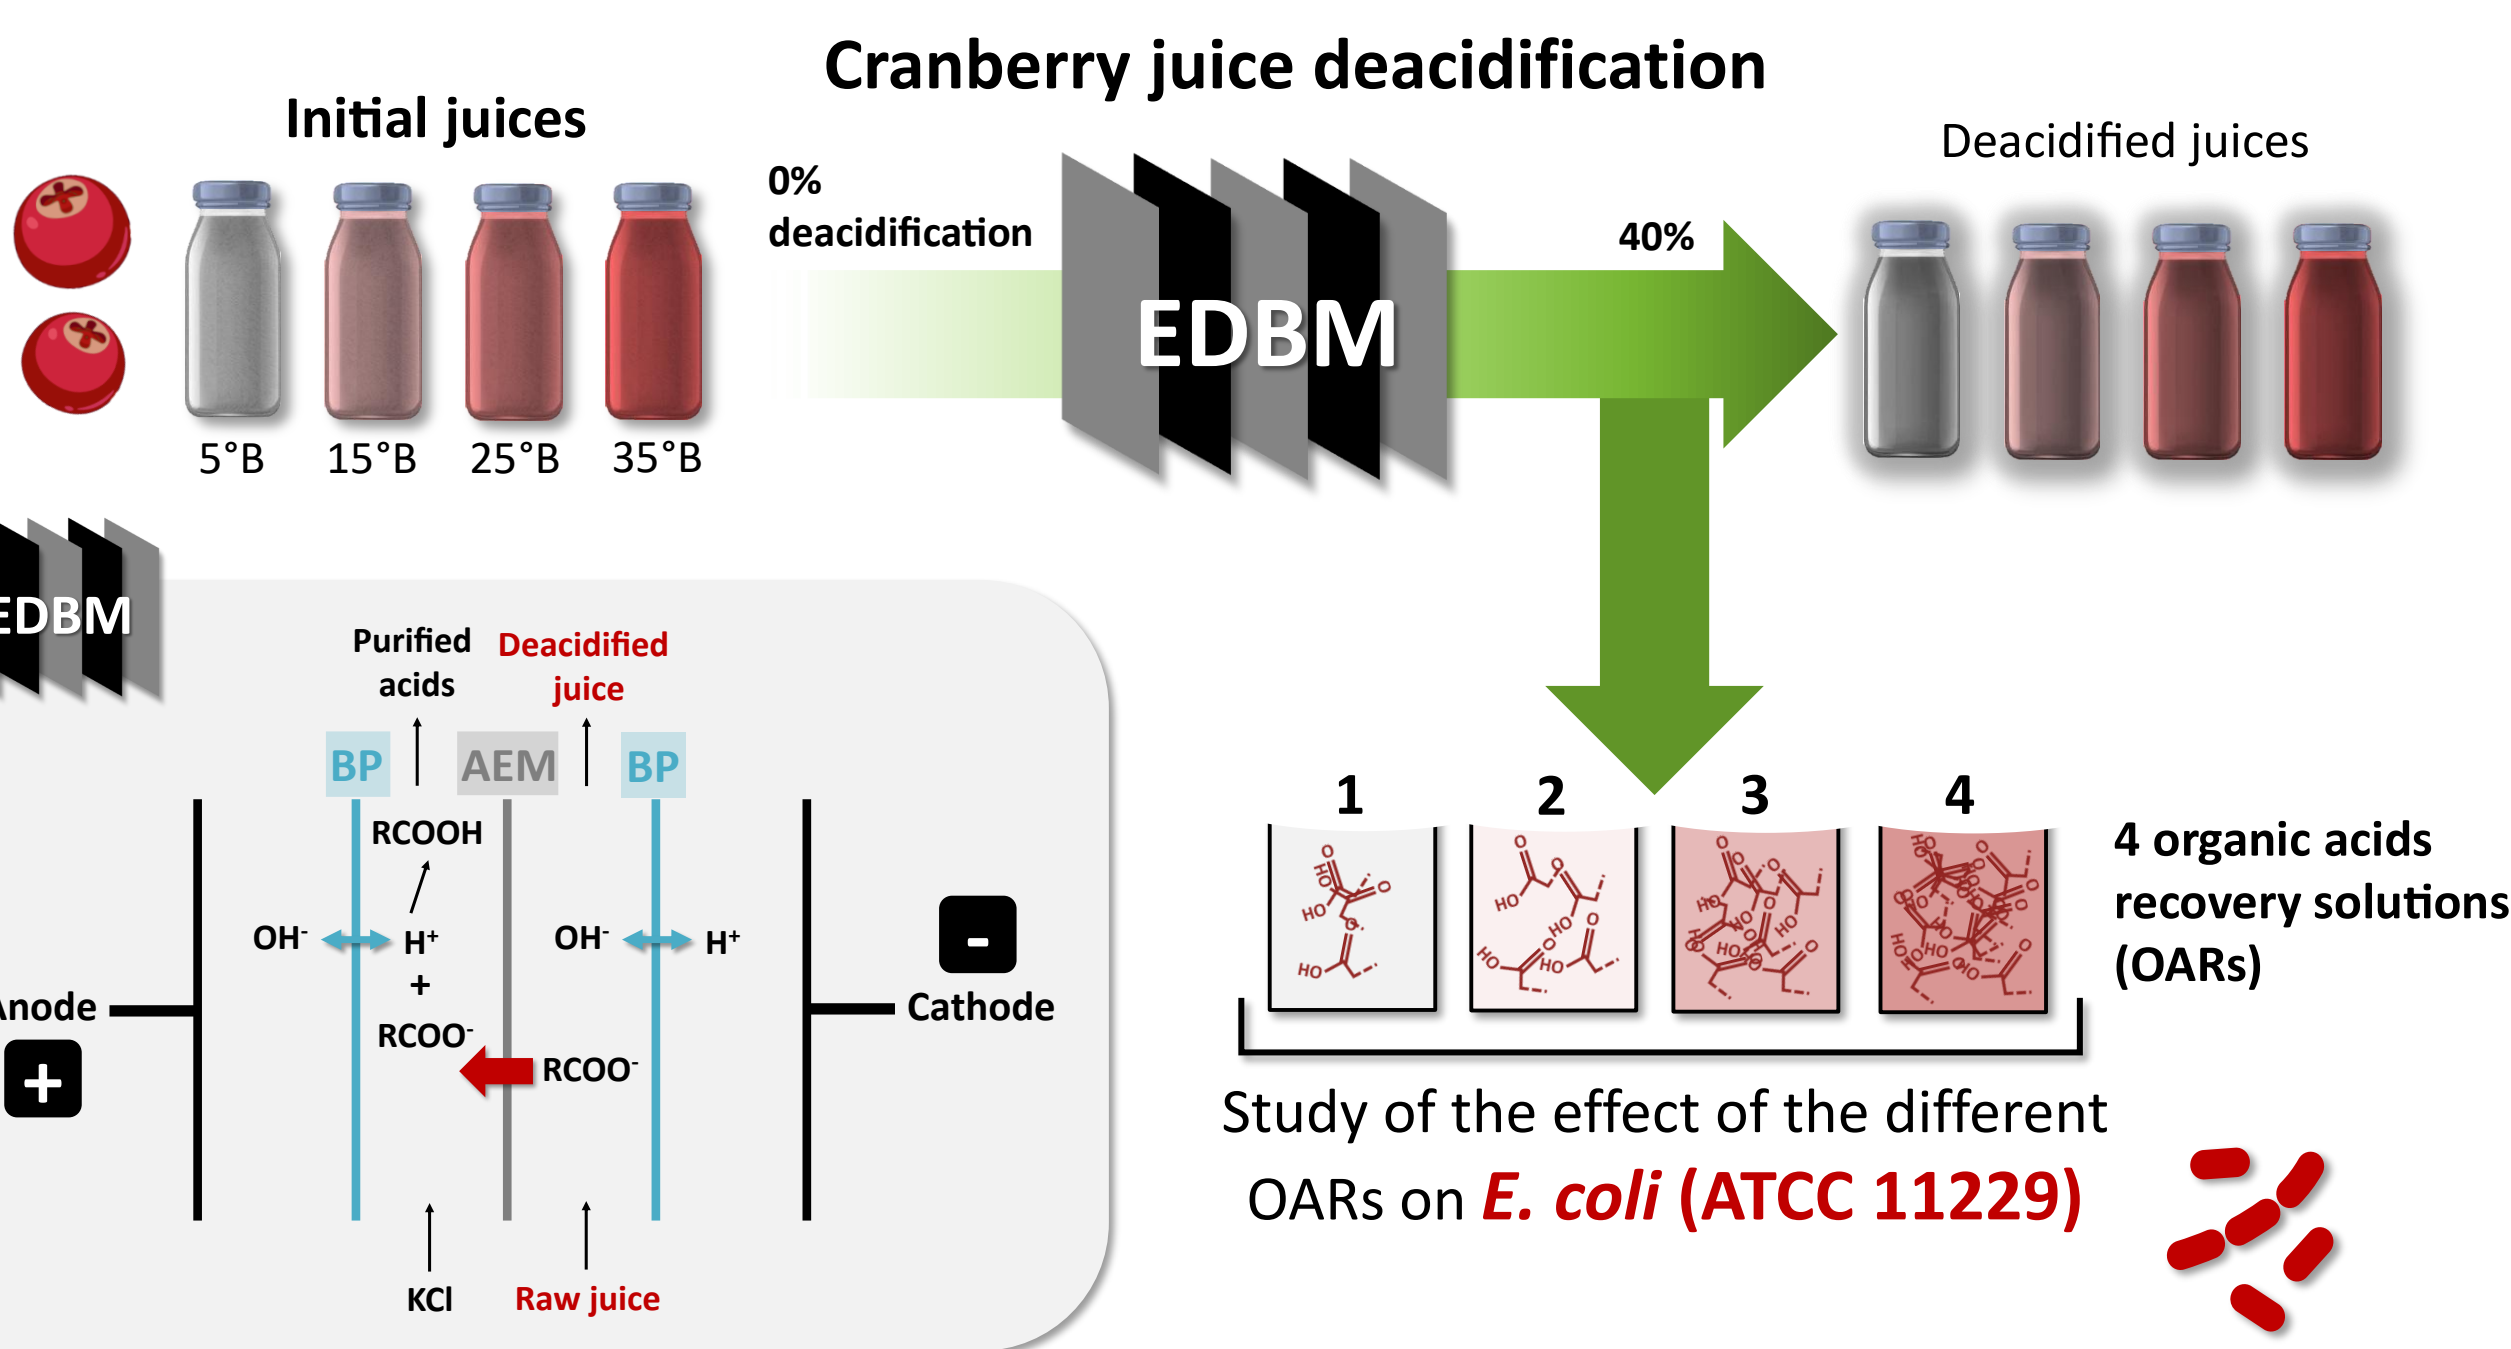 Cranberry juice deacidification
Initial juices
Deacidified juices
0%
deacidification
40%
EDBM
5°B
15°B
25°B
35°B
EDBM
Purified
acids
Deacidified
juice
BP
AEM
BP
RCOOH
OH-
H+
OH-
H+
+
RCOO-
RCOO-
Anode
+
-
Cathode
KCl
Raw juice
1
2
3
4
4 organic acids
recovery solutions
(OARs)
Study of the effect of the different
OARs on E. coli (ATCC 11229)